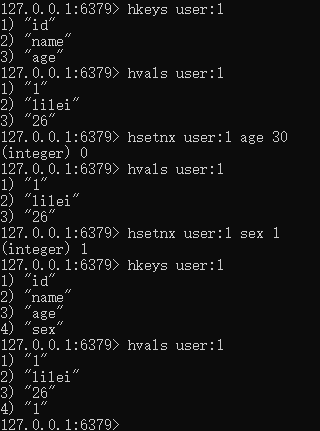 127.0.0.1:6379> hkeys user:1
1) "id"
2) "name"
3) "age"
127.0.0.1:6379> hvals user:1
1) "1"
2) "lilei"
3) "26"
127.0.0.1:6379> hsetnx user:1 age 30
(integer) 0
127.0.0.1:6379> hvals user:1
1) "1"
2) "lilei"
3) "26"
127.0.0.1:6379> hsetnx user:1 sex 1
(integer) 1
127.0.0.1:6379> hkeys user:1
1) "id"
2) "name"
3) "age"
4) "sex"
127.0.0.1:6379> hvals user:1
1) "1"
2) "lilei"
3) "26"
4) "1"
127.0.0.1:6379>